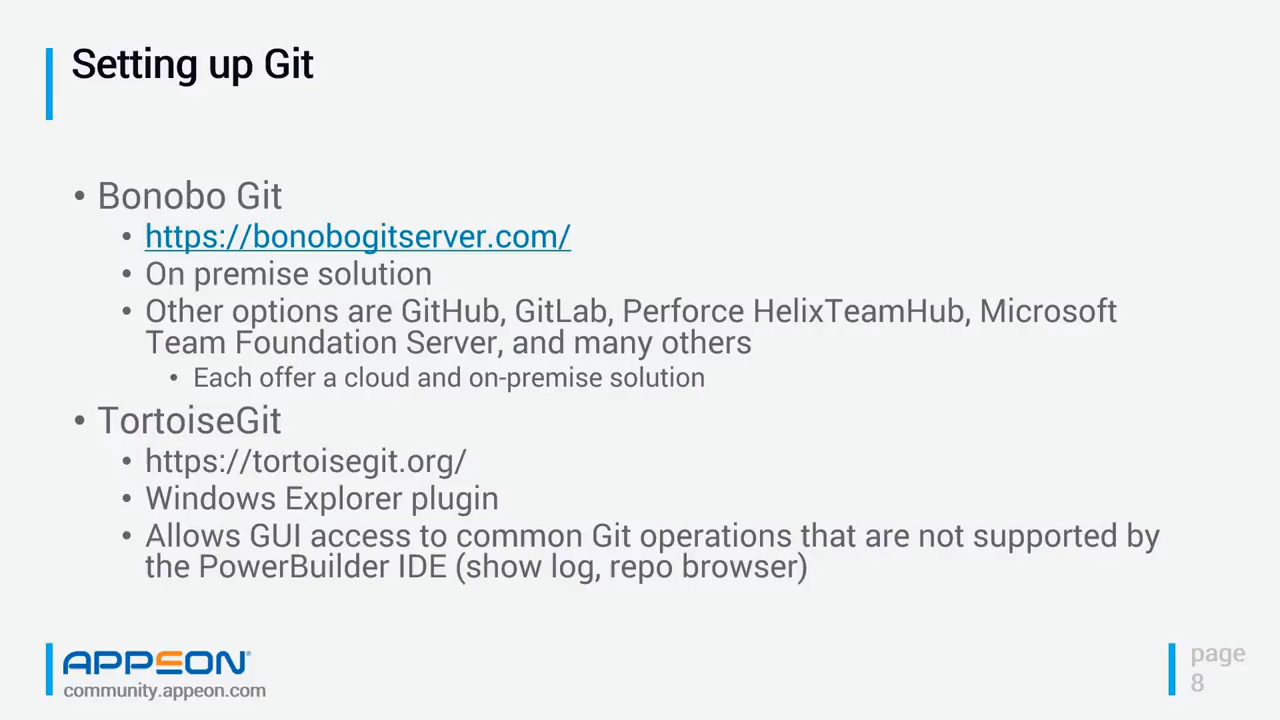 Setting up Git
• Bonobo Git
• https://bonobogitserver.com/
• On premise solution
• Other options are GitHub, GitLab, Perforce HelixTeamHub, Microsoft
Team Foundation Server, and many others
• Each offer a cloud and on-premise solution
• TortoiseGit
• https://tortoisegit.org/
• Windows Explorer plugin
• Allows GUI access to common Git operations that are not supported by
the PowerBuilder IDE (show log, repo browser)
APPEON®
community.appeon.com
page
8